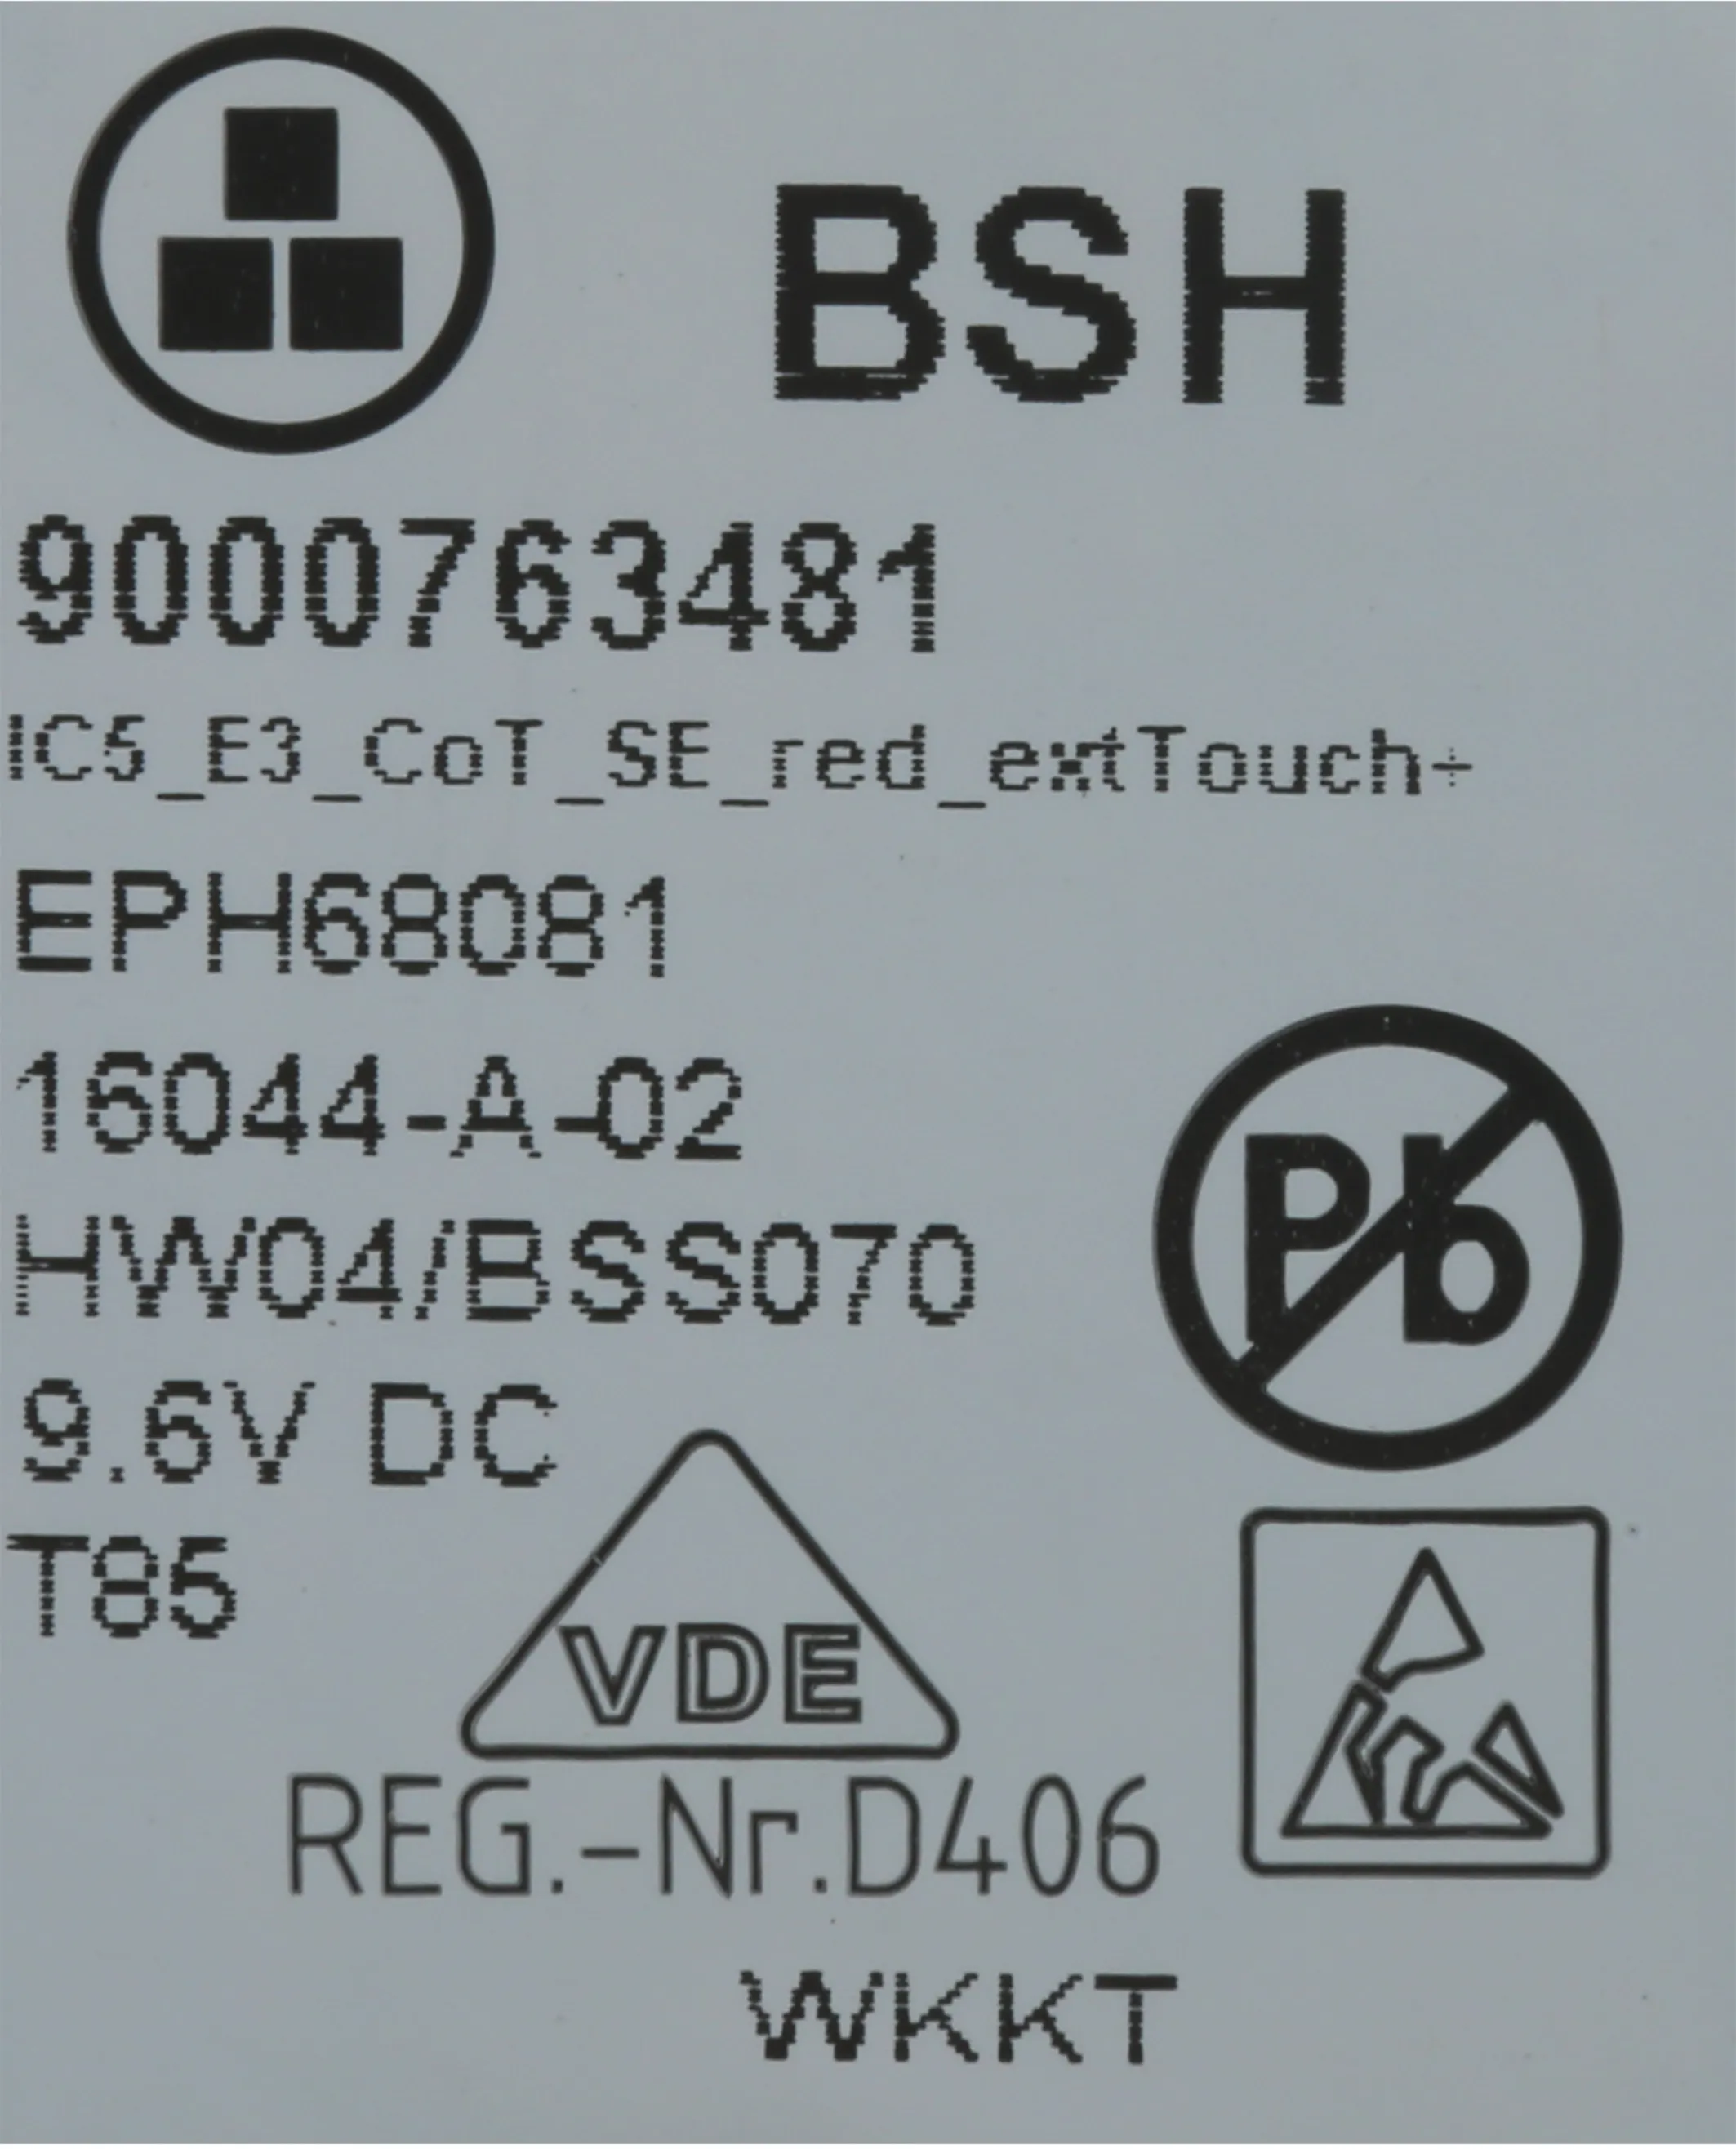 BSH
9000763481
IC5_E3_CoT_SE_red_extTouch+
EPH68081
16044-A-02
HW04/BSS070
9.6V DC
Pb
T85
VDE
REG.-Nr.D406
WKKT